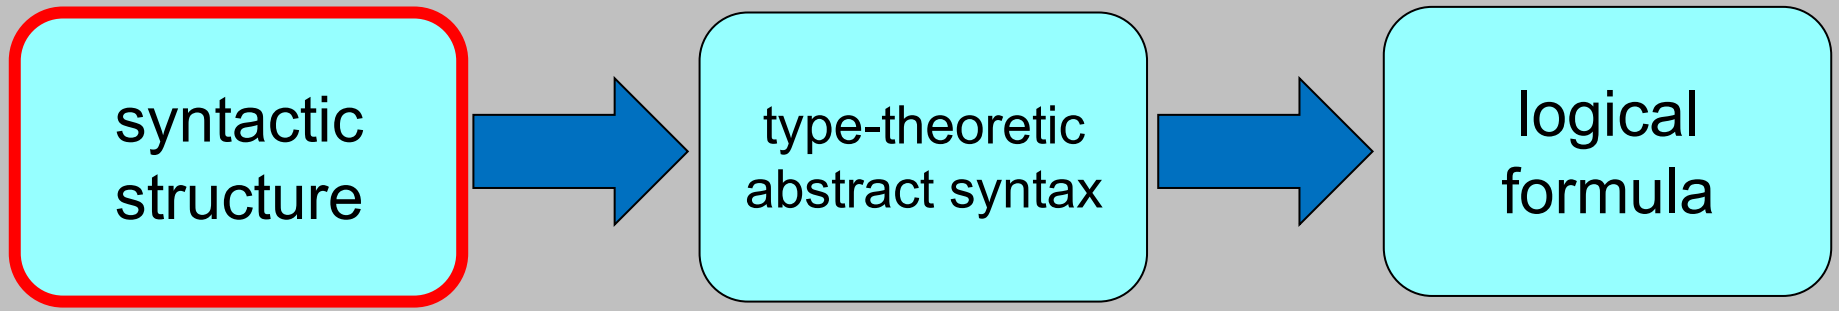 syntactic
structure
type-theoretic
abstract syntax
logical
formula